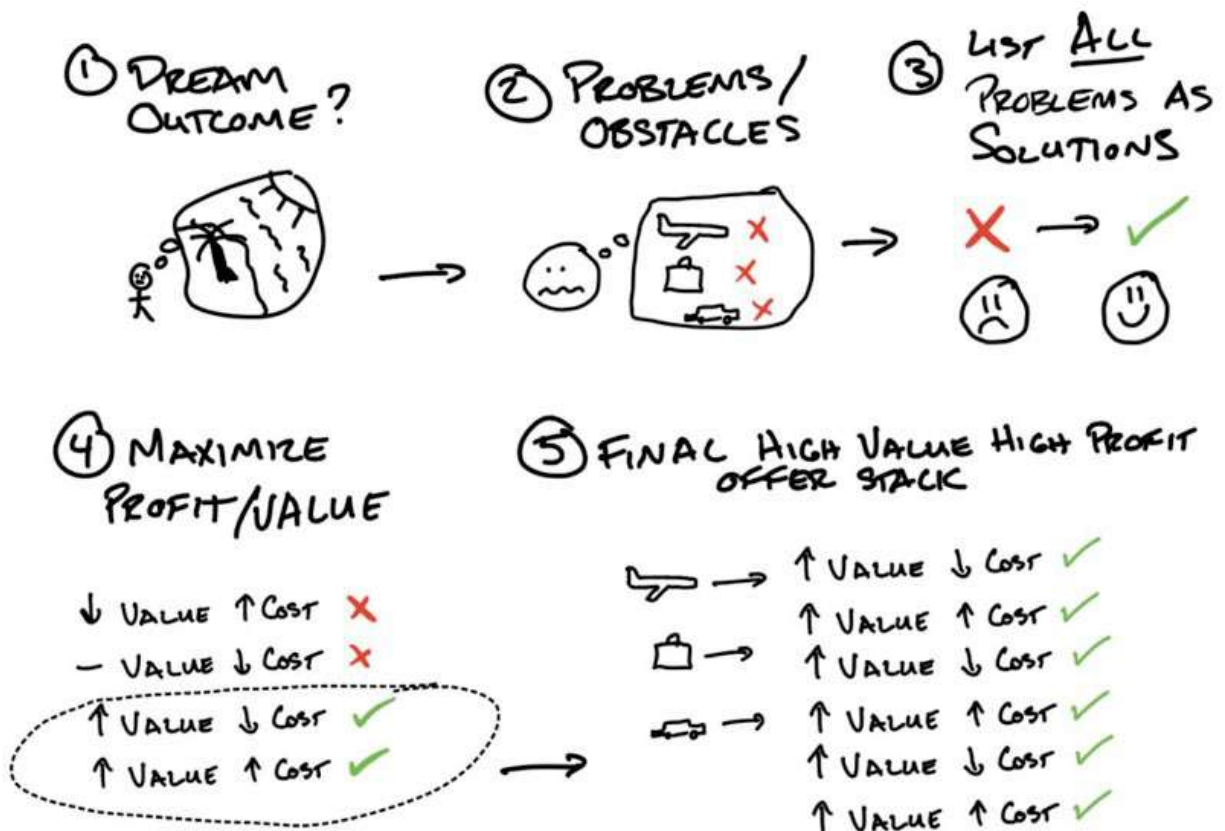 ① DREAM
OUTCOME?
② PROBLEMS/
OBSTACLES
③ LIST ALL
PROBLEMS AS
SOLUTIONS
④ MAXIMIZE
PROFIT/VALUE
↓ VALUE ↑ COST ✗
– VALUE ↓ COST ✗
↑ VALUE ↓ COST ✓
↑ VALUE ↑ COST ✓
⑤ FINAL HIGH VALUE HIGH PROFIT
OFFER STACK
↑ VALUE ↓ COST ✓
↑ VALUE ↑ COST ✓
↑ VALUE ↓ COST ✓
↑ VALUE ↑ COST ✓
↑ VALUE ↓ COST ✓
↑ VALUE ↑ COST ✓